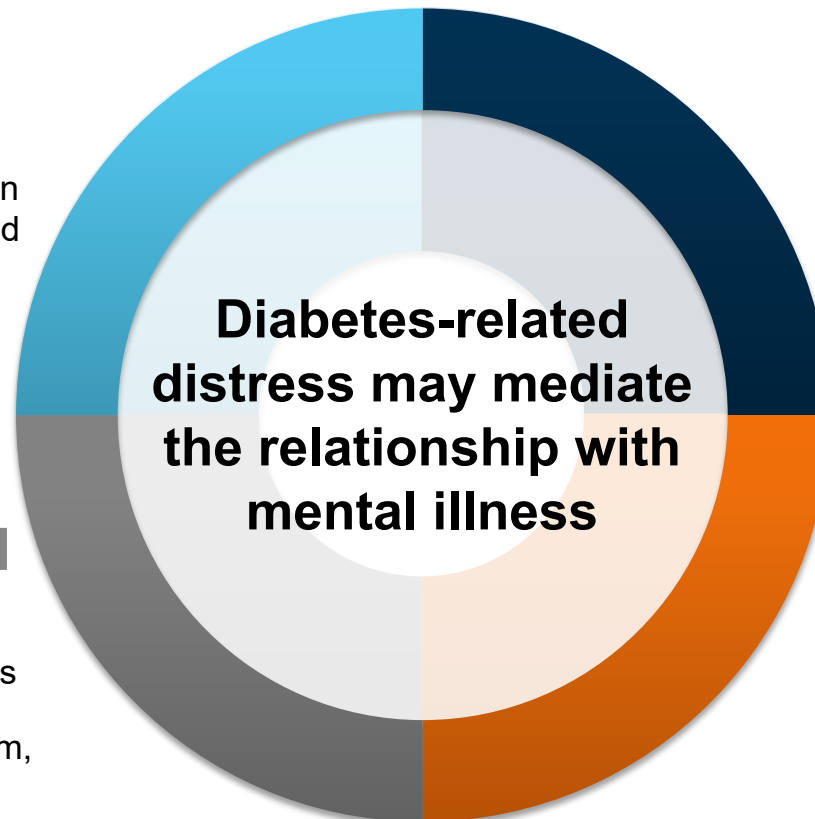 n
d
Diabetes-related
distress may mediate
the relationship with
mental illness
s
m,